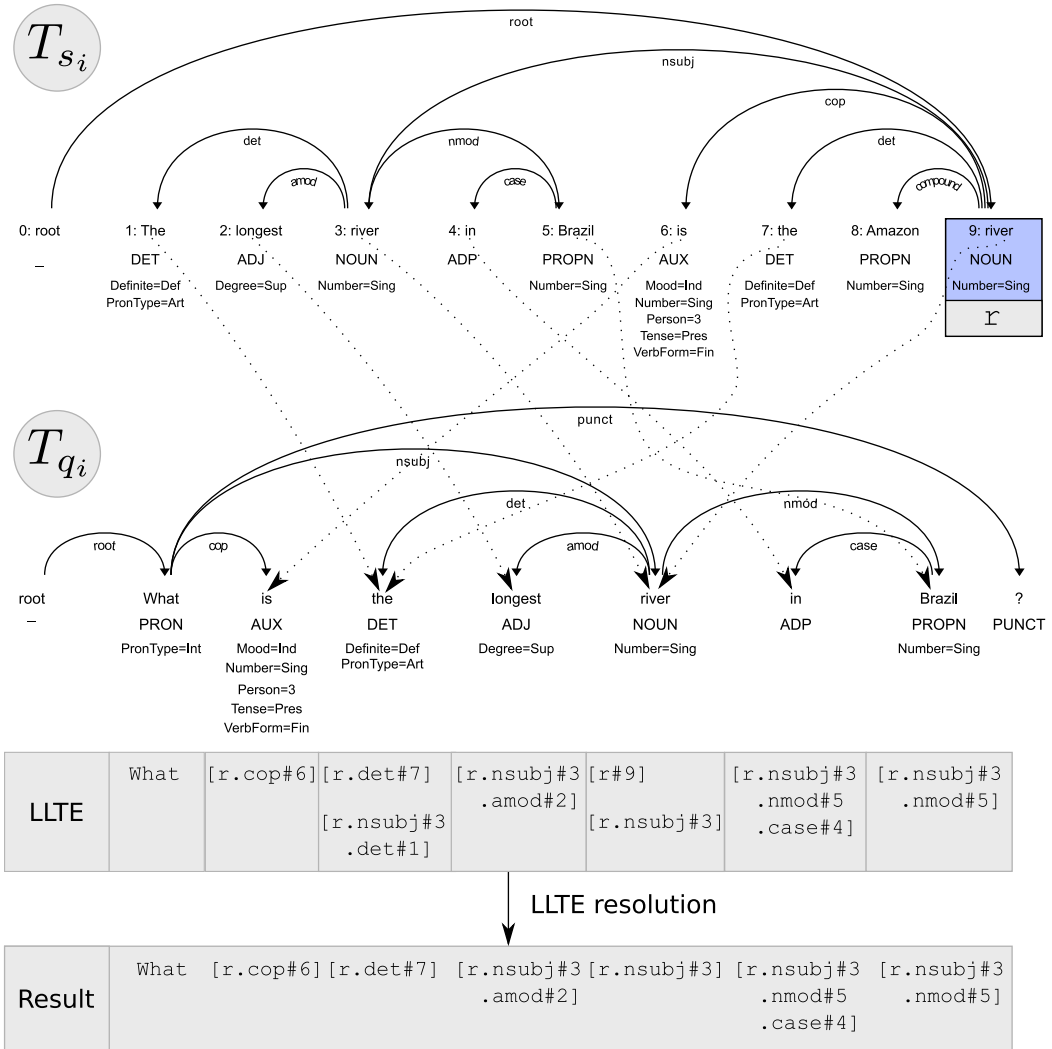 T_{s_i}
root
nsubj
cop
det nmod det
amod case compound
0: root 1: The 2: longest 3: river 4: in 5: Brazil 6: is 7: the 8: Amazon 9: river
_ DET ADJ NOUN ADP PROPN AUX DET PROPN NOUN
Definite=Def Degree=Sup Number=Sing Number=Sing Mood=Ind Definite=Def Number=Sing Number=Sing
PronType=Art Number=Sing PronType=Art
Person=3 r
Tense=Pres
VerbForm=Fin
T_{q_i}
punct
nsubj
det nmod
root cop amod case
root What is the longest river in Brazil ?
_ PRON AUX DET ADJ NOUN ADP PROPN PUNCT
PronType=Int Mood=Ind Definite=Def Degree=Sup Number=Sing Number=Sing
Number=Sing PronType=Art
Person=3
Tense=Pres
VerbForm=Fin
LLTE What [r.cop#6] [r.det#7] [r.nsubj#3 [r#9] [r.nsubj#3 [r.nsubj#3
.amod#2] .nmod#5 .nmod#5]
[r.nsubj#3 [r.nsubj#3] .case#4]
.det#1]
LLTE resolution
Result What [r.cop#6] [r.det#7] [r.nsubj#3 [r.nsubj#3] [r.nsubj#3 [r.nsubj#3
.amod#2] .nmod#5 .nmod#5]
.case#4]